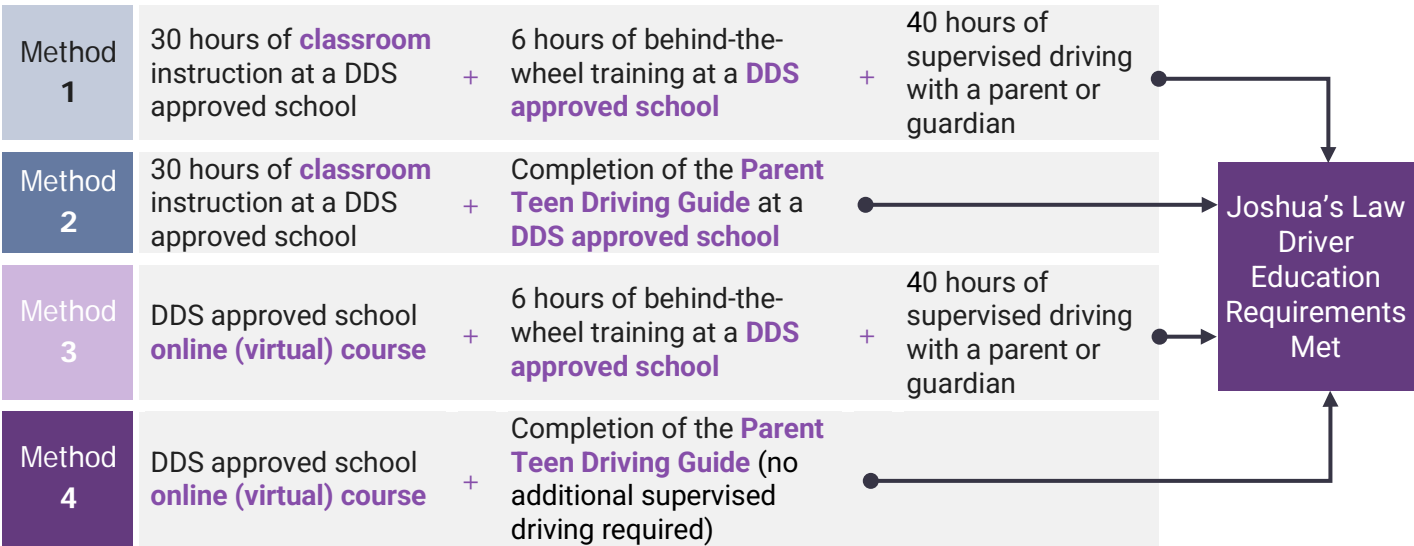 Method
1
30 hours of classroom
instruction at a DDS
approved school
+
6 hours of behind-the-
wheel training at a DDS
approved school
+
40 hours of
supervised driving
with a parent or
guardian
Method
2
30 hours of classroom
instruction at a DDS
approved school
+
Completion of the Parent
Teen Driving Guide at a
DDS approved school
Method
3
DDS approved school
online (virtual) course
+
6 hours of behind-the-
wheel training at a DDS
approved school
+
40 hours of
supervised driving
with a parent or
guardian
Method
4
DDS approved school
online (virtual) course
+
Completion of the Parent
Teen Driving Guide (no
additional supervised
driving required)
Joshua's Law
Driver
Education
Requirements
Met